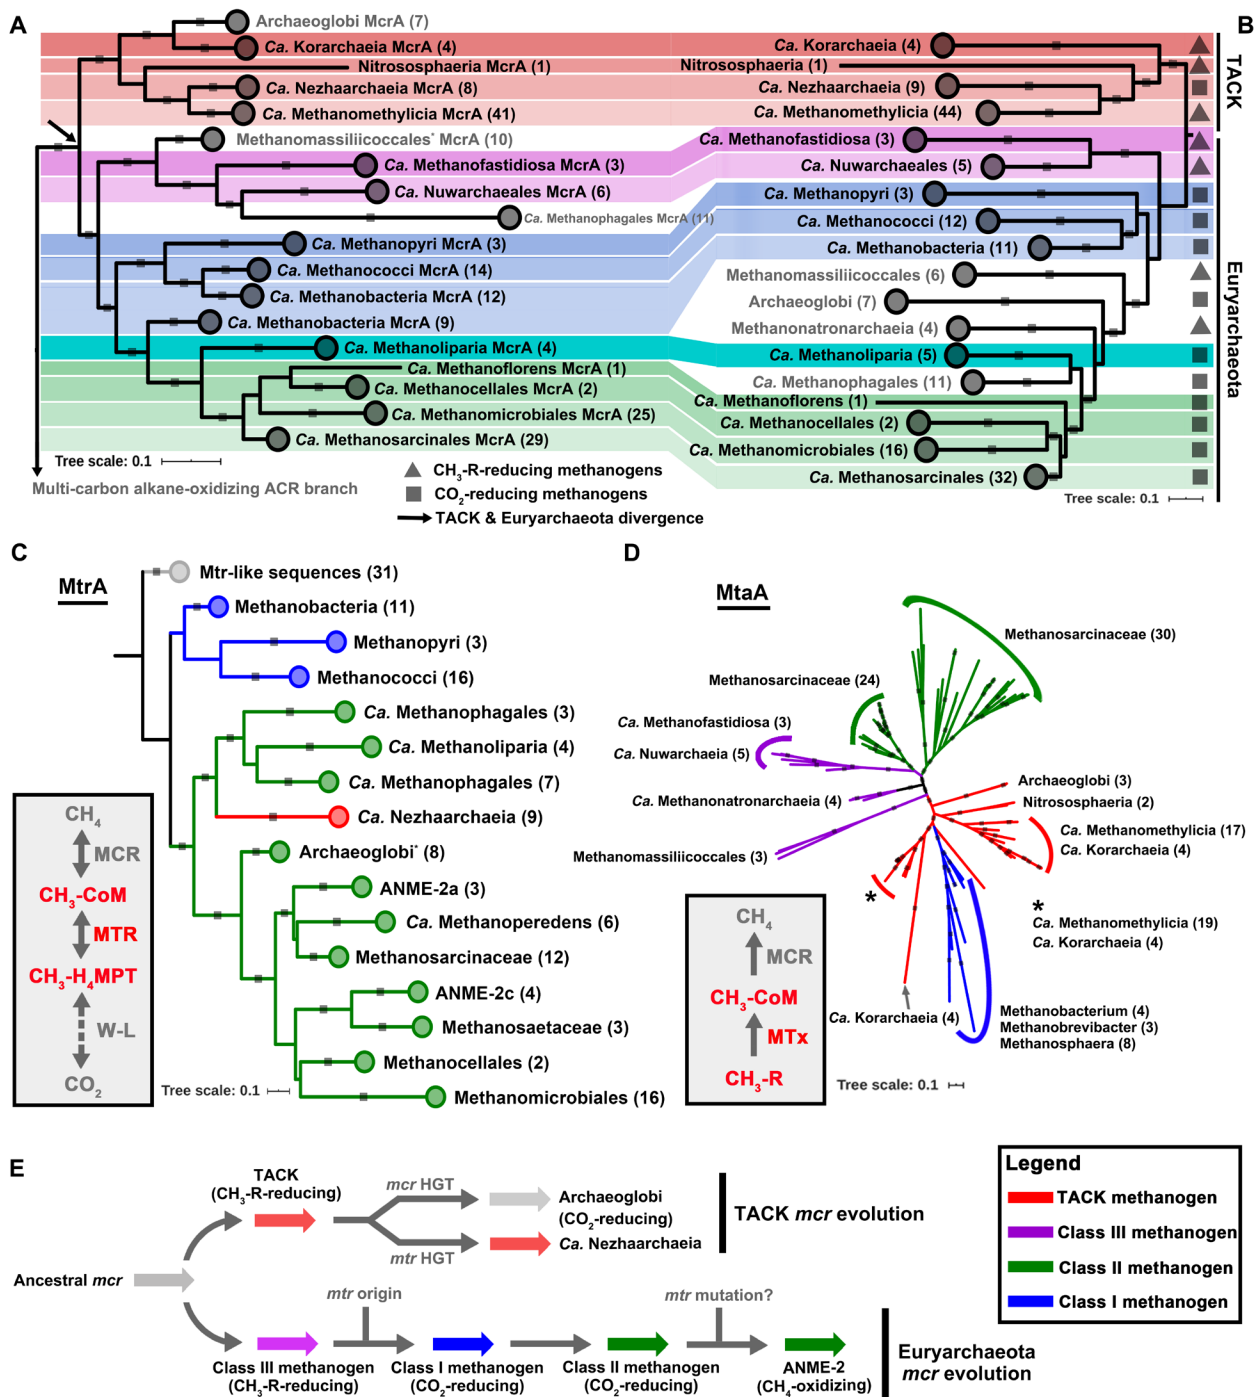 A
Archaeoglobi McrA (7)
Ca. Korarchaeia McrA (4)
Nitrososphaeria McrA (1)
Ca. Nezhaarchaeia McrA (8)
Ca. Methanomethylicia McrA (41)
Methanomassiliicoccales* McrA (10)
Ca. Methanofastidiosa McrA (3)
Ca. Nuwarchaeales McrA (6)
Ca. Methanophagales McrA (11)
Ca. Methanopyri McrA (3)
Ca. Methanococci McrA (14)
Ca. Methanobacteria McrA (12)
Ca. Methanobacteria McrA (9)
Ca. Methanoliparia McrA (4)
Ca. Methanoflorens McrA (1)
Ca. Methanocellales McrA (2)
Ca. Methanomicrobiales McrA (25)
Ca. Methanosarcinales McrA (29)
Tree scale: 0.1
Multi-carbon alkane-oxidizing ACR branch
CH3-R-reducing methanogens
CO2-reducing methanogens
TACK & Euryarchaeota divergence
B
Ca. Korarchaeia (4)
Nitrososphaeria (1)
Ca. Nezhaarchaeia (9)
Ca. Methanomethylicia (44)
Ca. Methanofastidiosa (3)
Ca. Nuwarchaeales (5)
Ca. Methanopyri (3)
Ca. Methanococci (12)
Ca. Methanobacteria (11)
Methanomassiliicoccales (6)
Archaeoglobi (7)
Methanonatronarchaeia (4)
Ca. Methanoliparia (5)
Ca. Methanophagales (11)
Ca. Methanoflorens (1)
Ca. Methanocellales (2)
Ca. Methanomicrobiales (16)
Ca. Methanosarcinales (32)
Tree scale: 0.1
TACK
Euryarchaeota
C
MtrA
Mtr-like sequences (31)
Methanobacteria (11)
Methanopyri (3)
Methanococci (16)
Ca. Methanophagales (3)
Ca. Methanoliparia (4)
Ca. Methanophagales (7)
Ca. Nezhaarchaeia (9)
Archaeoglobi* (8)
ANME-2a (3)
Ca. Methanoperedens (6)
Methanosarcinaceae (12)
ANME-2c (4)
Methanosaetaceae (3)
Methanocellales (2)
Methanomicrobiales (16)
Tree scale: 0.1
CH4
MCR
CH3-CoM
MTR
CH3-H4MPT
W-L
CO2
D
MtaA
Methanosarcinaceae (30)
Methanosarcinaceae (24)
Ca. Methanofastidiosa (3)
Ca. Nuwarchaeia (5)
Ca. Methanonatronarchaeia (4)
Methanomassiliicoccales (3)
Archaeoglobi (3)
Nitrososphaeria (2)
Ca. Methanomethylicia (17)
Ca. Korarchaeia (4)
*
*
Ca. Methanomethylicia (19)
Ca. Korarchaeia (4)
Ca. Korarchaeia (4)
Methanobacterium (4)
Methanobrevibacter (3)
Methanosphaera (8)
Tree scale: 0.1
CH4
MCR
CH3-CoM
MTx
CH3-R
E
Ancestral mcr
TACK
(CH3-R-reducing)
mcr HGT
mtr HGT
Archaeoglobi
(CO2-reducing)
Ca. Nezhaarchaeia
TACK mcr evolution
mtr origin
mtr mutation?
Class III methanogen
(CH3-R-reducing)
Class I methanogen
(CO2-reducing)
Class II methanogen
(CO2-reducing)
ANME-2
(CH4-oxidizing)
Euryarchaeota
mcr evolution
Legend
TACK methanogen
Class III methanogen
Class II methanogen
Class I methanogen